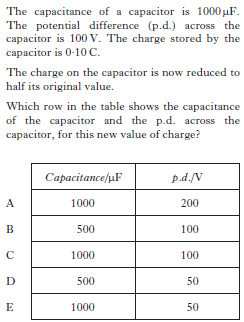 The capacitance of a capacitor is 1000 μF.
The potential difference (p.d.) across the
capacitor is 100 V. The charge stored by the
capacitor is 0·10 C.
The charge on the capacitor is now reduced to
half its original value.
Which row in the table shows the capacitance
of the capacitor and the p.d. across the
capacitor, for this new value of charge?
Capacitance/μF p.d./V
A 1000 200
B 500 100
C 1000 100
D 500 50
E 1000 50